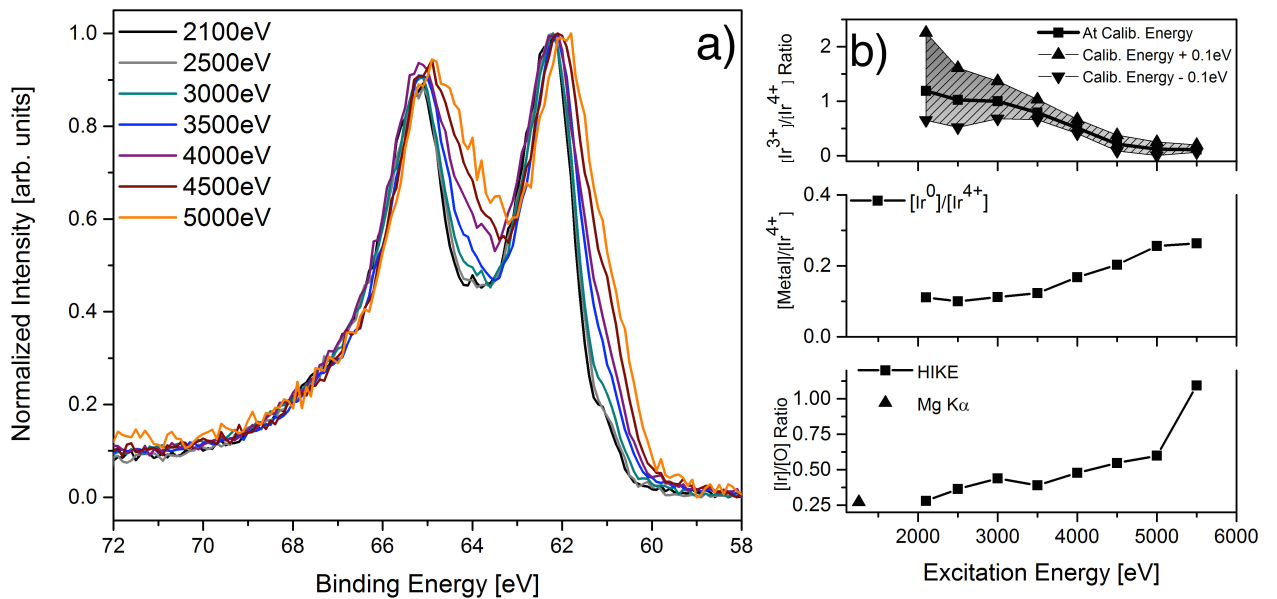 a)
2100eV
2500eV
3000eV
3500eV
4000eV
4500eV
5000eV
Normalized Intensity [arb. units]
1.0
0.8
0.6
0.4
0.2
0.0
72 70 68 66 64 62 60 58
Binding Energy [eV]
b)
At Calib. Energy
Calib. Energy + 0.1eV
Calib. Energy - 0.1eV
[Ir³⁺]/[Ir⁴⁺] Ratio
2
1
0
[Ir⁰]/[Ir⁴⁺]
[Metal]/[Ir⁴⁺]
0.4
0.2
0.0
HIKE
Mg Kα
[Ir]/[O] Ratio
1.00
0.75
0.50
0.25
2000 3000 4000 5000 6000
Excitation Energy [eV]